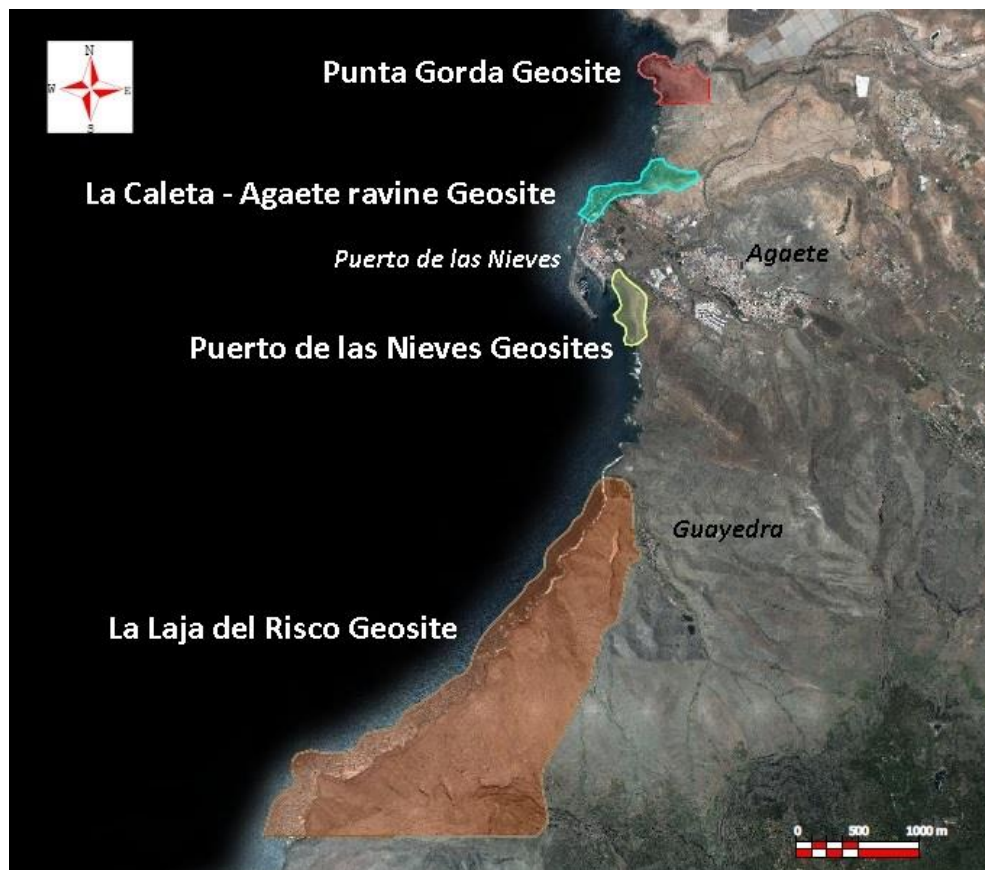 N
W E
S
Punta Gorda Geosite
La Caleta - Agaete ravine Geosite
Puerto de las Nieves
Agaete
Puerto de las Nieves Geosites
Guayedra
La Laja del Risco Geosite
0 500 1000 m